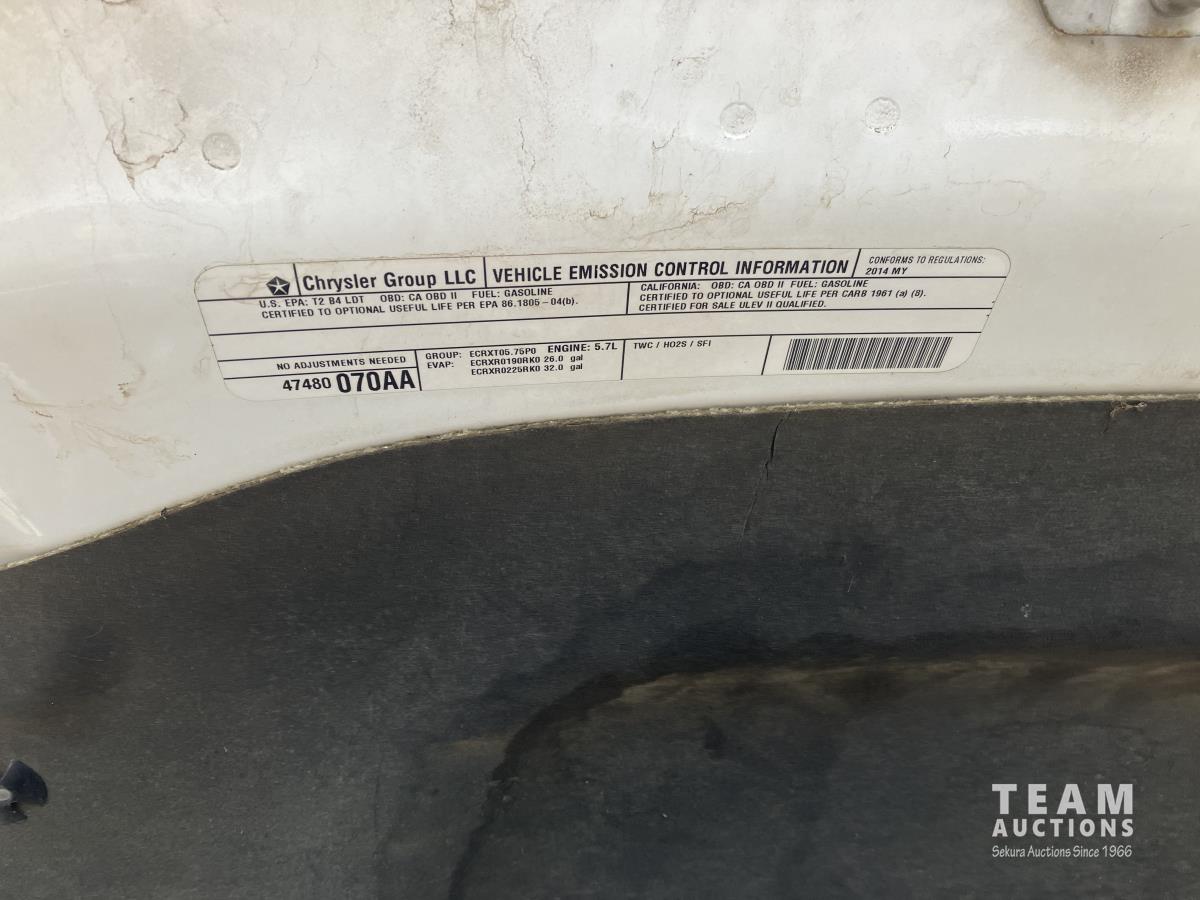 Chrysler Group LLC VEHICLE EMISSION CONTROL INFORMATION CONFORMS TO REGULATIONS:
2014 MY
U.S. EPA: T2 B4 LDT OBD: CA OBD II FUEL: GASOLINE
CERTIFIED TO OPTIONAL USEFUL LIFE PER EPA 86.1805-04(b).
CALIFORNIA: OBD: CA OBD II FUEL: GASOLINE
CERTIFIED TO OPTIONAL USEFUL LIFE PER CARB 1961 (a) (8).
CERTIFIED FOR SALE ULEV II QUALIFIED.
NO ADJUSTMENTS NEEDED
47480 070AA
GROUP: ECRXT05.75P0 ENGINE: 5.7L
EVAP: ECRXR0190RK0 26.0 gal
ECRXR0225RK0 32.0 gal
TWC / HO2S / SFI
TEAM
AUCTIONS
Sekura Auctions Since 1966